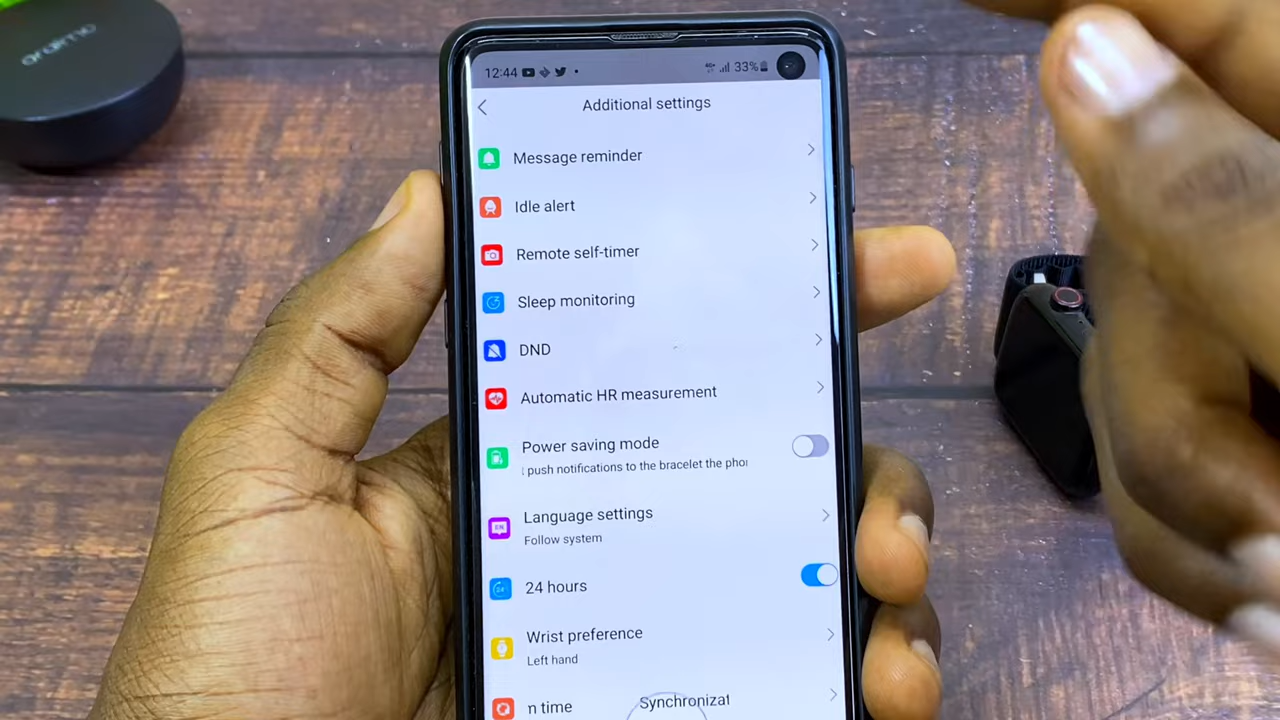 oraimo
12:44
33%
Additional settings
Message reminder
Idle alert
Remote self-timer
Sleep monitoring
DND
Automatic HR measurement
Power saving mode
push notifications to the bracelet the pho
Language settings
Follow system
24 hours
Wrist preference
Left hand
n time Synchronizat